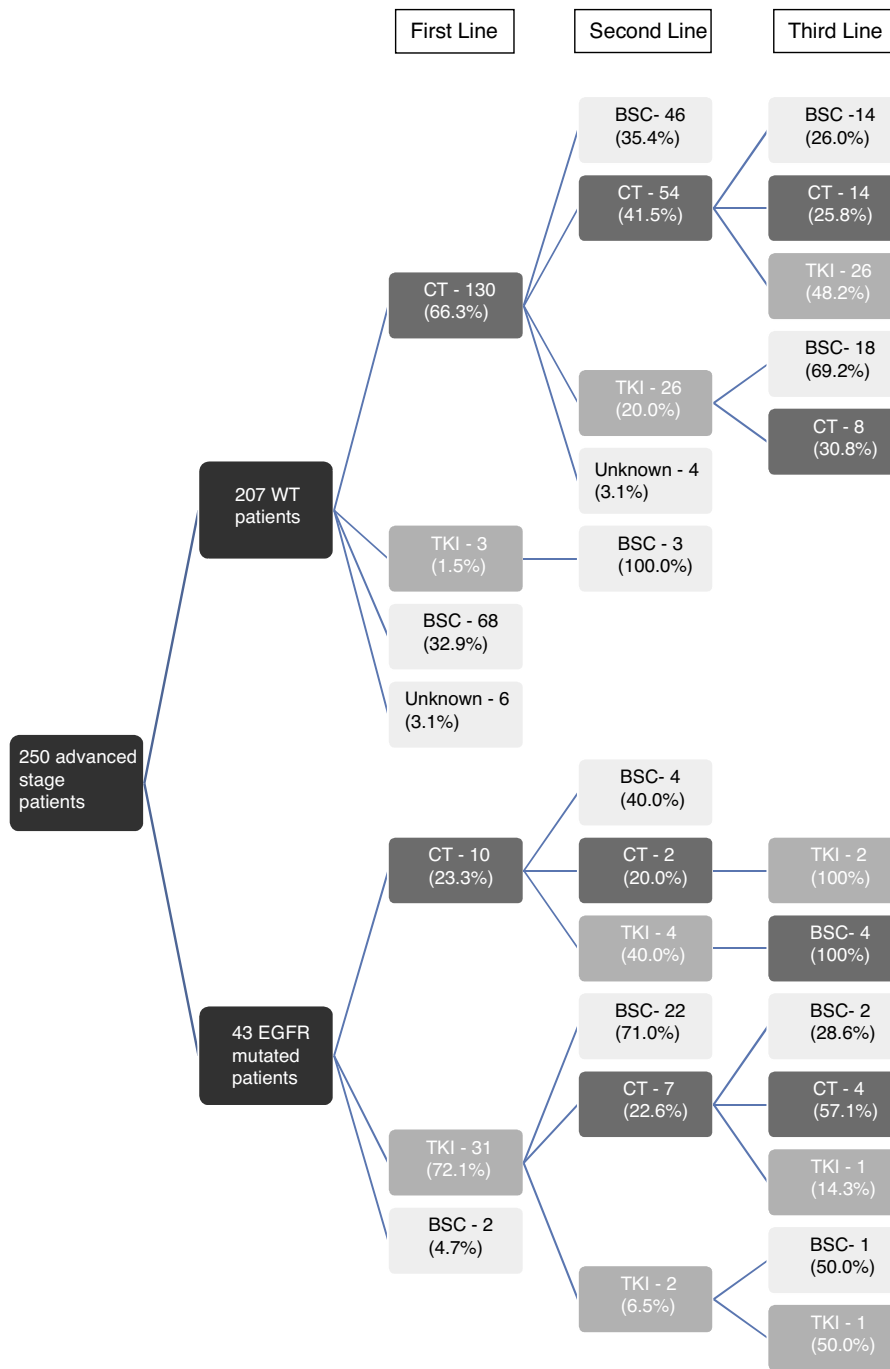 First Line
Second Line
Third Line
BSC- 46
(35.4%)
BSC -14
(26.0%)
CT - 54
(41.5%)
CT - 14
(25.8%)
TKI - 26
(48.2%)
CT - 130
(66.3%)
BSC- 18
(69.2%)
TKI - 26
(20.0%)
CT - 8
(30.8%)
Unknown - 4
(3.1%)
207 WT
patients
TKI - 3
(1.5%)
BSC - 3
(100.0%)
BSC - 68
(32.9%)
Unknown - 6
(3.1%)
250 advanced
stage
patients
BSC- 4
(40.0%)
CT - 10
(23.3%)
CT - 2
(20.0%)
TKI - 2
(100%)
TKI - 4
(40.0%)
BSC- 4
(100%)
43 EGFR
mutated
patients
BSC- 22
(71.0%)
BSC- 2
(28.6%)
CT - 7
(22.6%)
CT - 4
(57.1%)
TKI - 31
(72.1%)
TKI - 1
(14.3%)
BSC - 2
(4.7%)
BSC- 1
(50.0%)
TKI - 2
(6.5%)
TKI - 1
(50.0%)